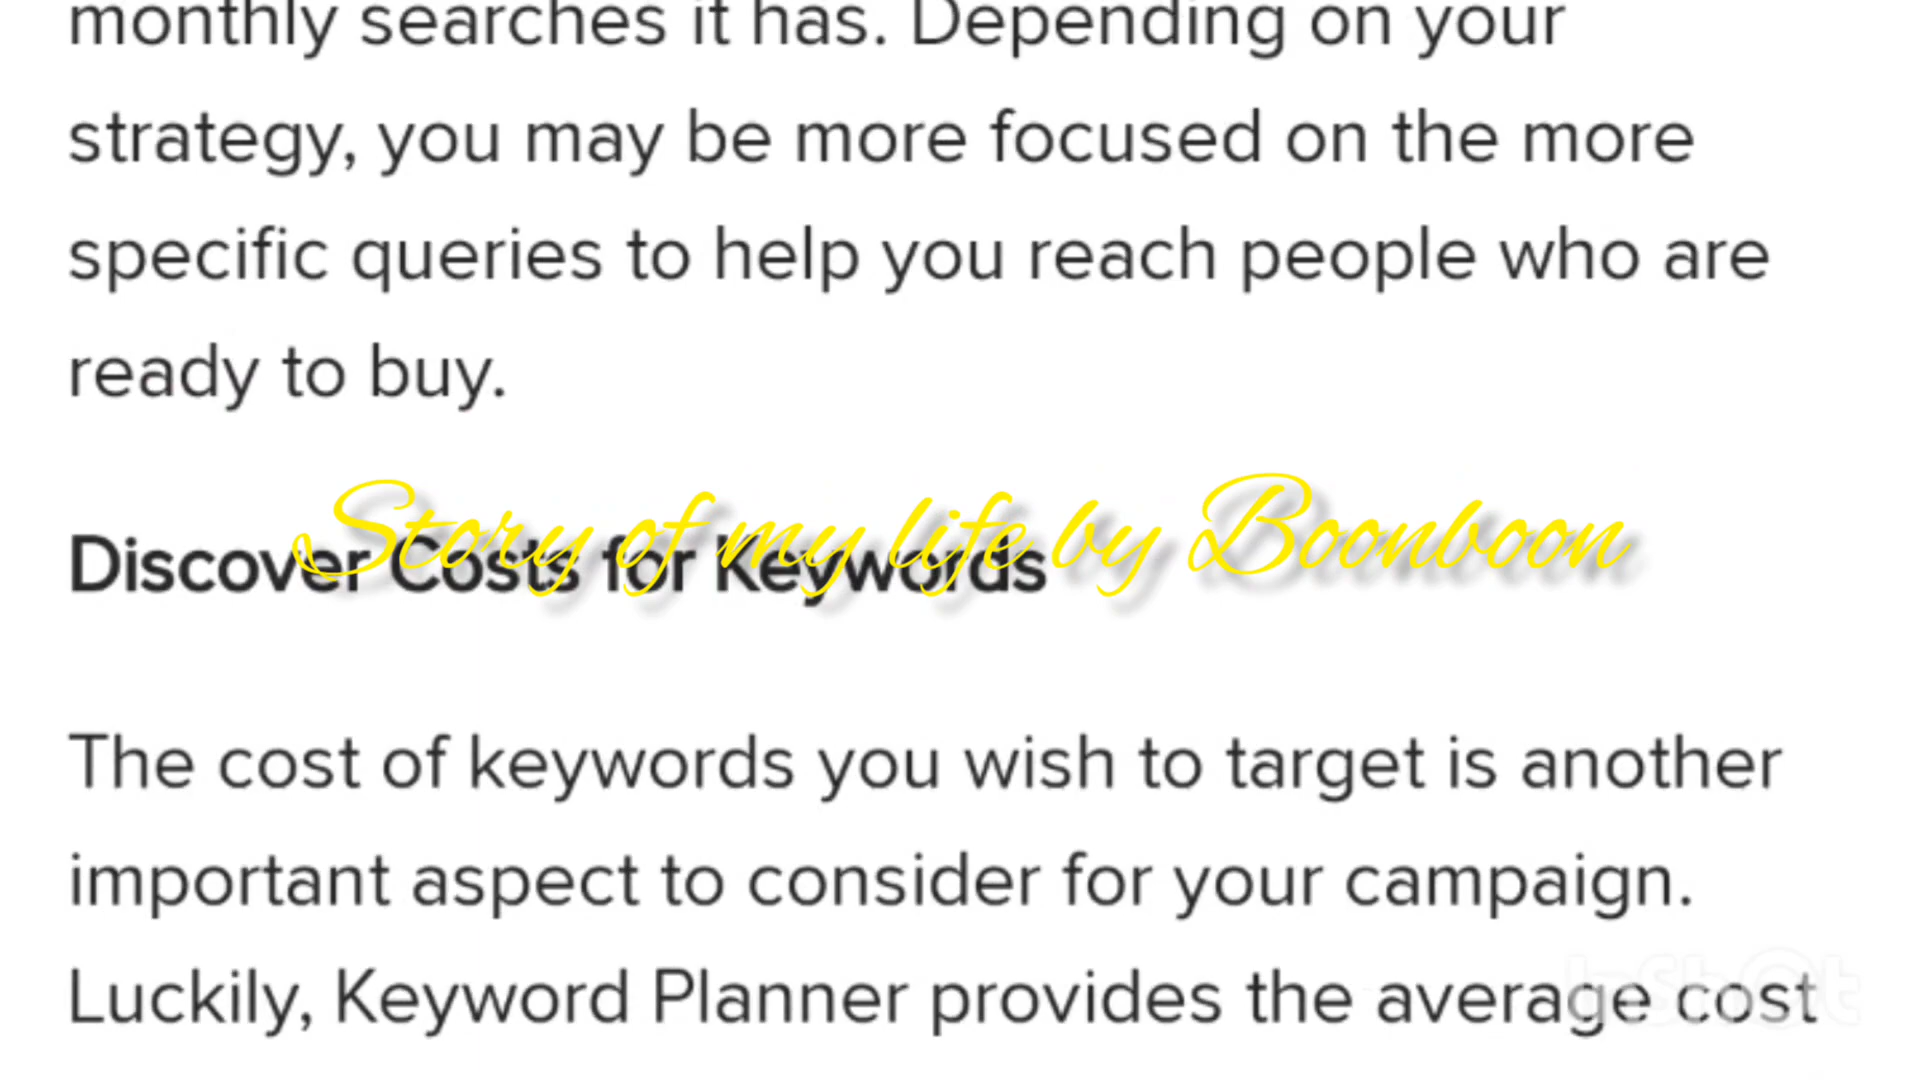 monthly searches it has. Depending on your
strategy, you may be more focused on the more
specific queries to help you reach people who are
ready to buy.
Story of my life by Boonboon
Discover Costs for Keywords
The cost of keywords you wish to target is another
important aspect to consider for your campaign.
Luckily, Keyword Planner provides the average cost
InShOt